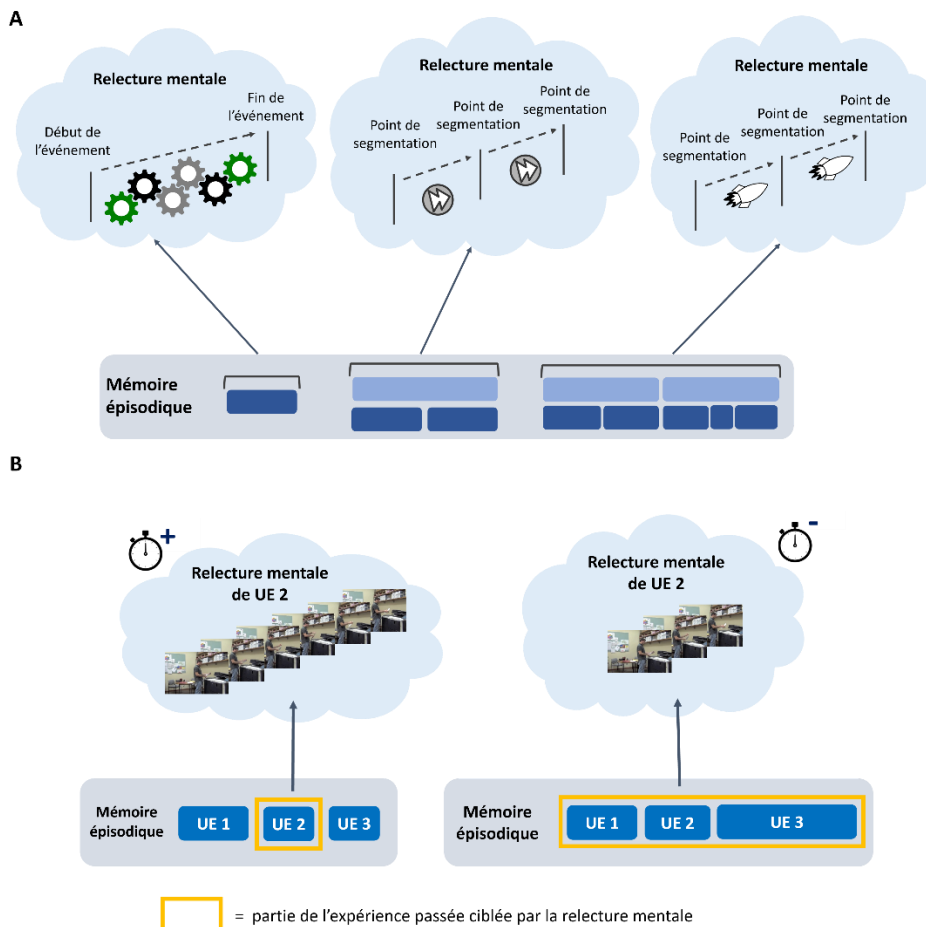 A
Relecture mentale
Début de
l'événement
Fin de
l'événement
Relecture mentale
Point de
segmentation
Point de
segmentation
Point de
segmentation
Relecture mentale
Point de
segmentation
Point de
segmentation
Point de
segmentation
Mémoire
épisodique
B
+
Relecture mentale
de UE 2
-
Relecture mentale
de UE 2
Mémoire
épisodique
UE 1
UE 2
UE 3
Mémoire
épisodique
UE 1
UE 2
UE 3
= partie de l'expérience passée ciblée par la relecture mentale